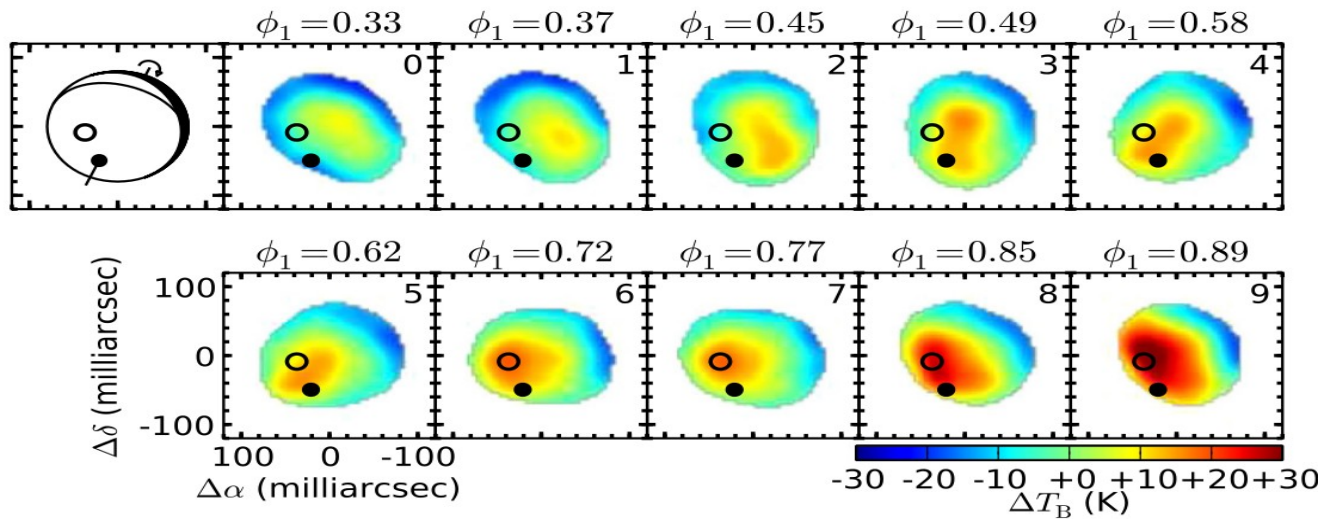 ϕ₁=0.33 ϕ₁=0.37 ϕ₁=0.45 ϕ₁=0.49 ϕ₁=0.58
0 1 2 3 4
ϕ₁=0.62 ϕ₁=0.72 ϕ₁=0.77 ϕ₁=0.85 ϕ₁=0.89
5 6 7 8 9
100
0
-100
Δδ (milliarcsec)
100 0 -100
Δα (milliarcsec)
-30 -20 -10 +0 +10 +20 +30
ΔT_B (K)